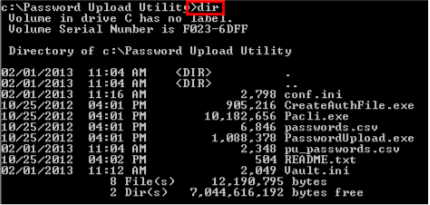 c:\Password Upload Utility>dir
Volume in drive C has no label.
Volume Serial Number is F023-6DFF
Directory of c:\Password Upload Utility
02/01/2013 11:04 AM <DIR> .
02/01/2013 11:04 AM <DIR> ..
02/01/2013 11:16 AM 2,798 conf.ini
10/25/2012 04:01 PM 905,216 CreateAuthFile.exe
10/25/2012 04:01 PM 10,182,656 Pacli.exe
10/25/2012 04:01 PM 6,846 passwords.csv
10/25/2012 04:01 PM 1,088,378 PasswordUpload.exe
02/01/2013 11:04 AM 2,348 pu_passwords.csv
10/25/2012 04:02 PM 504 README.txt
02/01/2013 11:12 AM 2,049 Vault.ini
8 File(s) 12,190,795 bytes
2 Dir(s) 7,044,616,192 bytes free